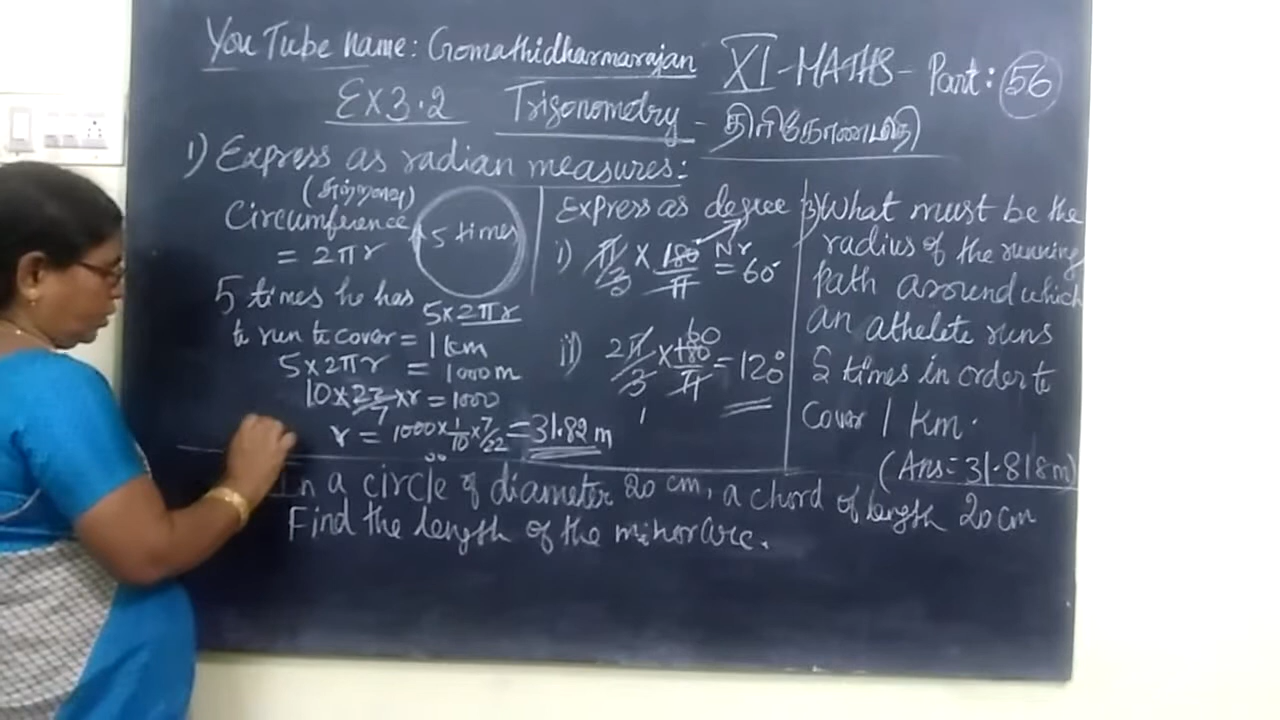 You Tube Name: Gomathidharmarajan XI - MATHS - Part: 56
EX 3.2 Trigonometry - திரிகோணமிதி
1) Express as radian measures:
(சுற்றளவு)
Circumference
= 2πr
5 times
5 times he has
5×2πr
to run to cover = 1 km
5×2πr = 1000m
10×22/7×r = 1000
r = 1000×1/10×7/22 = 31.82 m
Express as degree
Nr
i) π/3 × 180/π = 60°
60
ii) 2π/3 × 180/π = 120°
1
3) What must be the
radius of the running
path around which
an athelete runs
5 times in order to
Cover 1 Km.
(Ans: 31.818m)
In a circle of diameter 20 cm, a chord of length 20 cm
Find the length of the minor arc.